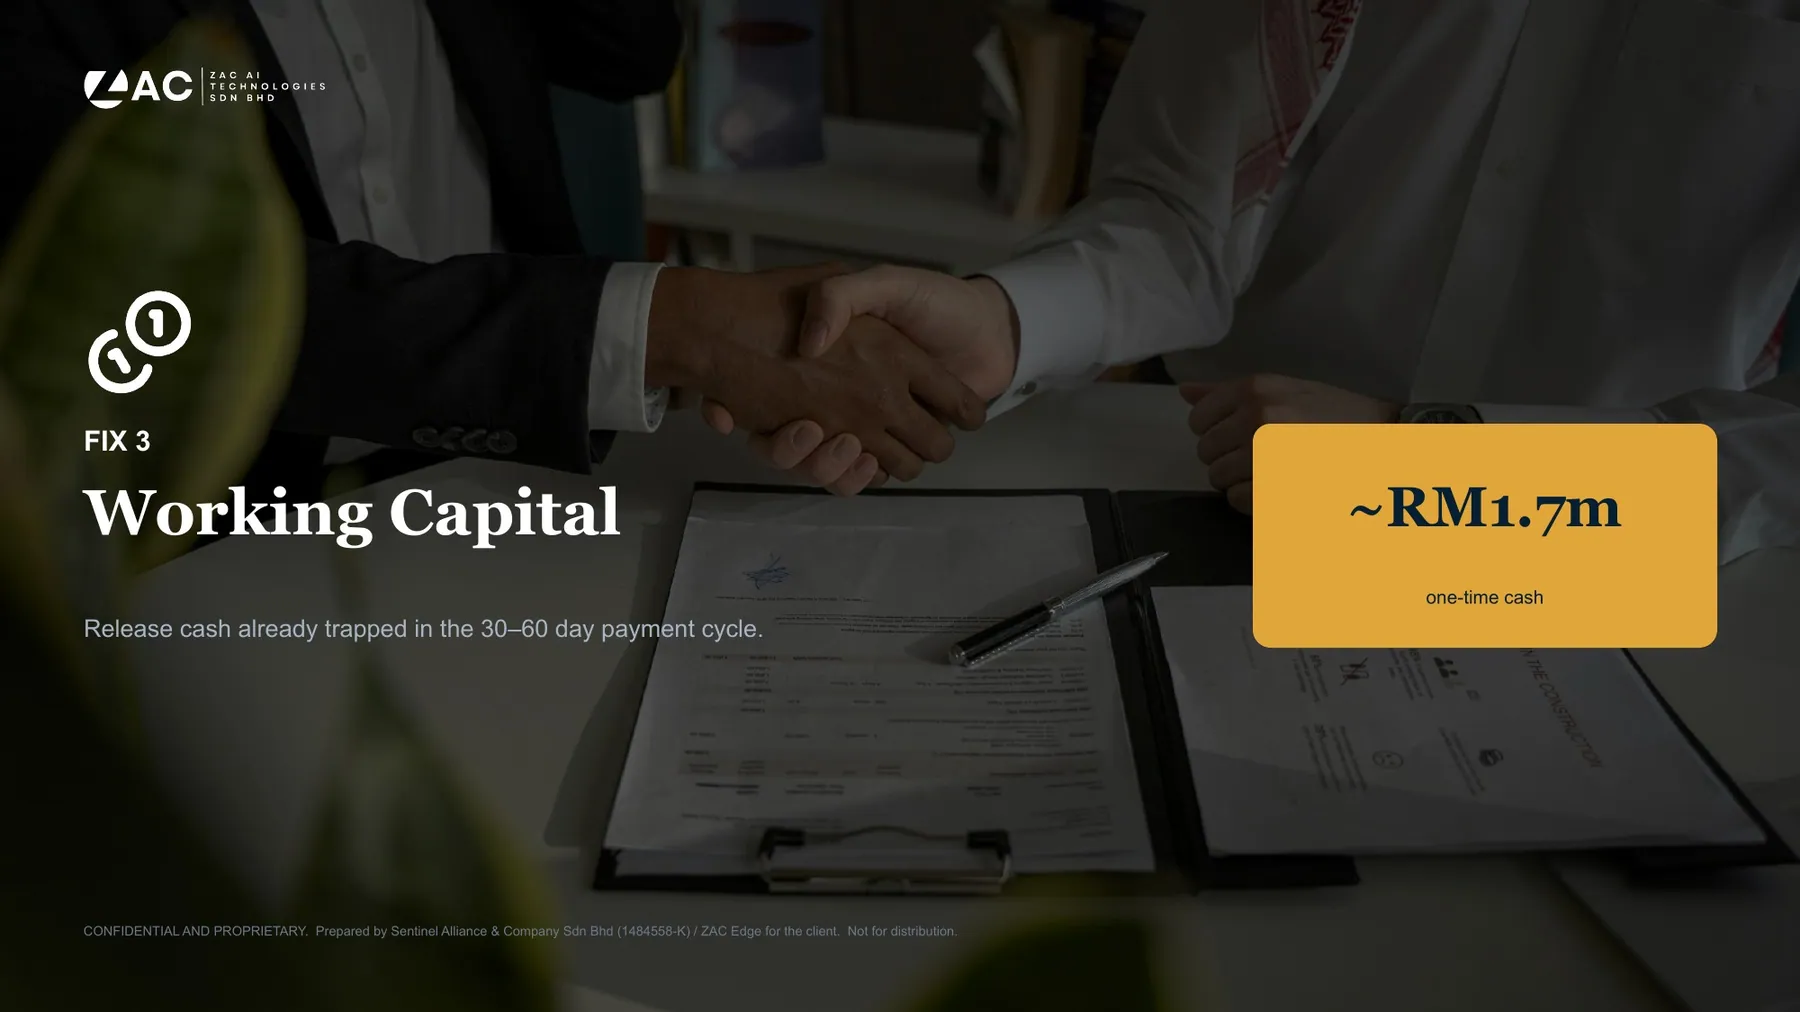 ZAC
ZAC AI
TECHNOLOGIES
SDN BHD
FIX 3
Working Capital
Release cash already trapped in the 30–60 day payment cycle.
~RM1.7m
one-time cash
N THE CONSTRUCTION
CONFIDENTIAL AND PROPRIETARY.  Prepared by Sentinel Alliance & Company Sdn Bhd (1484558-K) / ZAC Edge for the client.  Not for distribution.